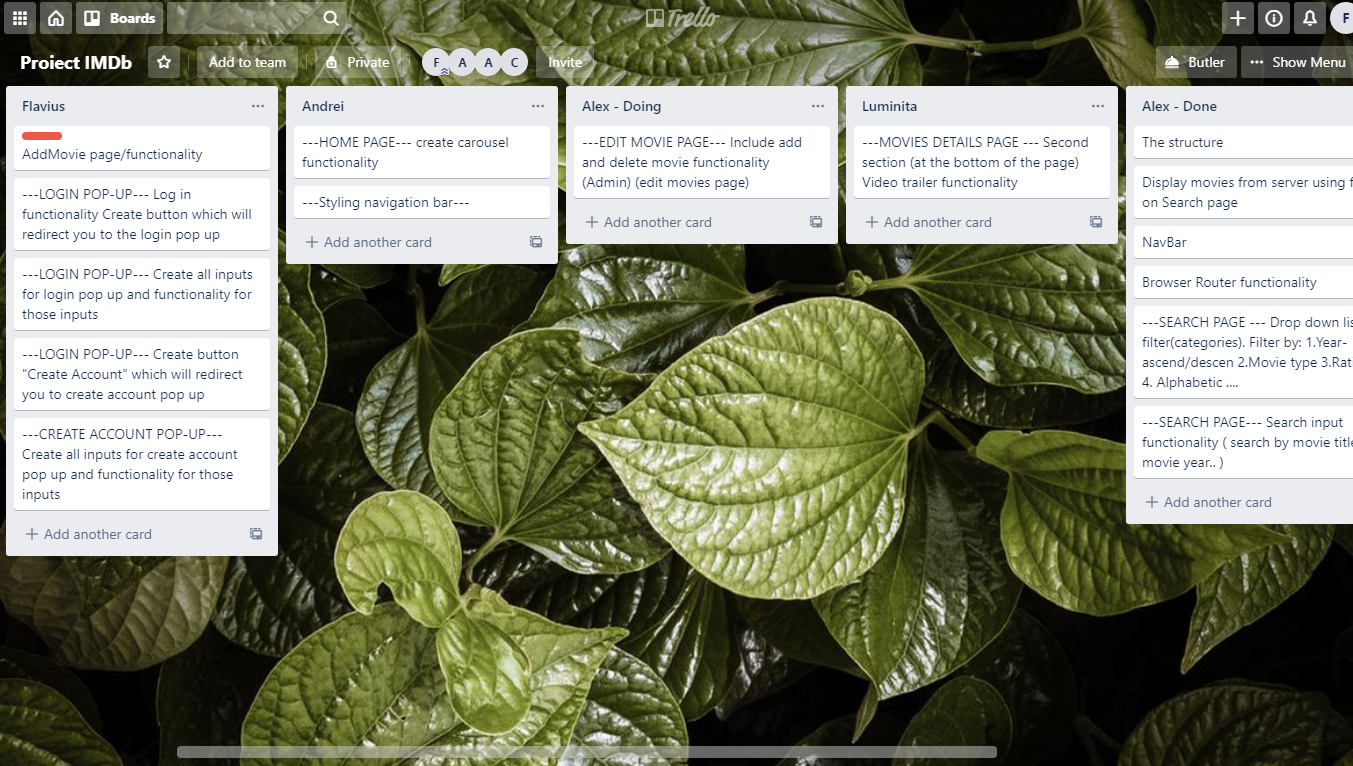 Boards
Trello
F
Project IMDb
Add to team
Private
F A A C
Invite
Butler
Show Menu
Flavius
AddMovie page/functionality
---LOGIN POP-UP--- Log in
functionality Create button which will
redirect you to the login pop up
---LOGIN POP-UP--- Create all inputs
for login pop up and functionality for
those inputs
---LOGIN POP-UP--- Create button
"Create Account" which will redirect
you to create account pop up
---CREATE ACCOUNT POP-UP---
Create all inputs for create account
pop up and functionality for those
inputs
+ Add another card
Andrei
---HOME PAGE--- create carousel
functionality
---Styling navigation bar---
+ Add another card
Alex - Doing
---EDIT MOVIE PAGE--- Include add
and delete movie functionality
(Admin) (edit movies page)
+ Add another card
Luminita
---MOVIES DETAILS PAGE --- Second
section (at the bottom of the page)
Video trailer functionality
+ Add another card
Alex - Done
The structure
Display movies from server using
on Search page
NavBar
Browser Router functionality
---SEARCH PAGE --- Drop down
filter(categories). Filter by: 1.Year-
ascend/descen 2.Movie type
4. Alphabetic ....
---SEARCH PAGE--- Search input
functionality ( search by movie
movie year.. )
+ Add another card